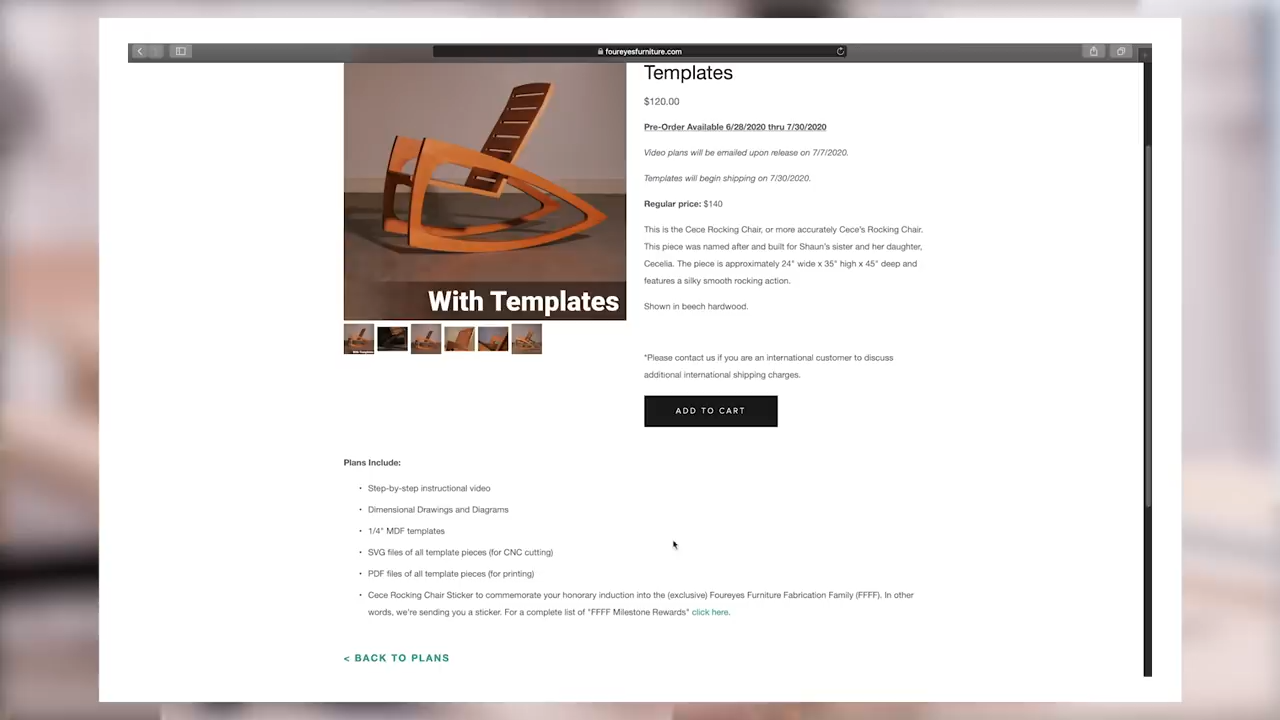 foureyesfurniture.com
Templates
$120.00
Pre-Order Available 6/28/2020 thru 7/30/2020
Video plans will be emailed upon release on 7/7/2020.
Templates will begin shipping on 7/30/2020.
Regular price: $140
This is the Cece Rocking Chair, or more accurately Cece's Rocking Chair.
This piece was named after and built for Shaun's sister and her daughter,
Cecelia. The piece is approximately 24" wide x 35" high x 45" deep and
features a silky smooth rocking action.
With Templates
Shown in beech hardwood.
*Please contact us if you are an international customer to discuss
additional international shipping charges.
ADD TO CART
Plans Include:
• Step-by-step instructional video
• Dimensional Drawings and Diagrams
• 1/4" MDF templates
• SVG files of all template pieces (for CNC cutting)
• PDF files of all template pieces (for printing)
• Cece Rocking Chair Sticker to commemorate your honorary induction into the (exclusive) Foureyes Furniture Fabrication Family (FFFF). In other
words, we're sending you a sticker. For a complete list of "FFFF Milestone Rewards" click here.
< BACK TO PLANS